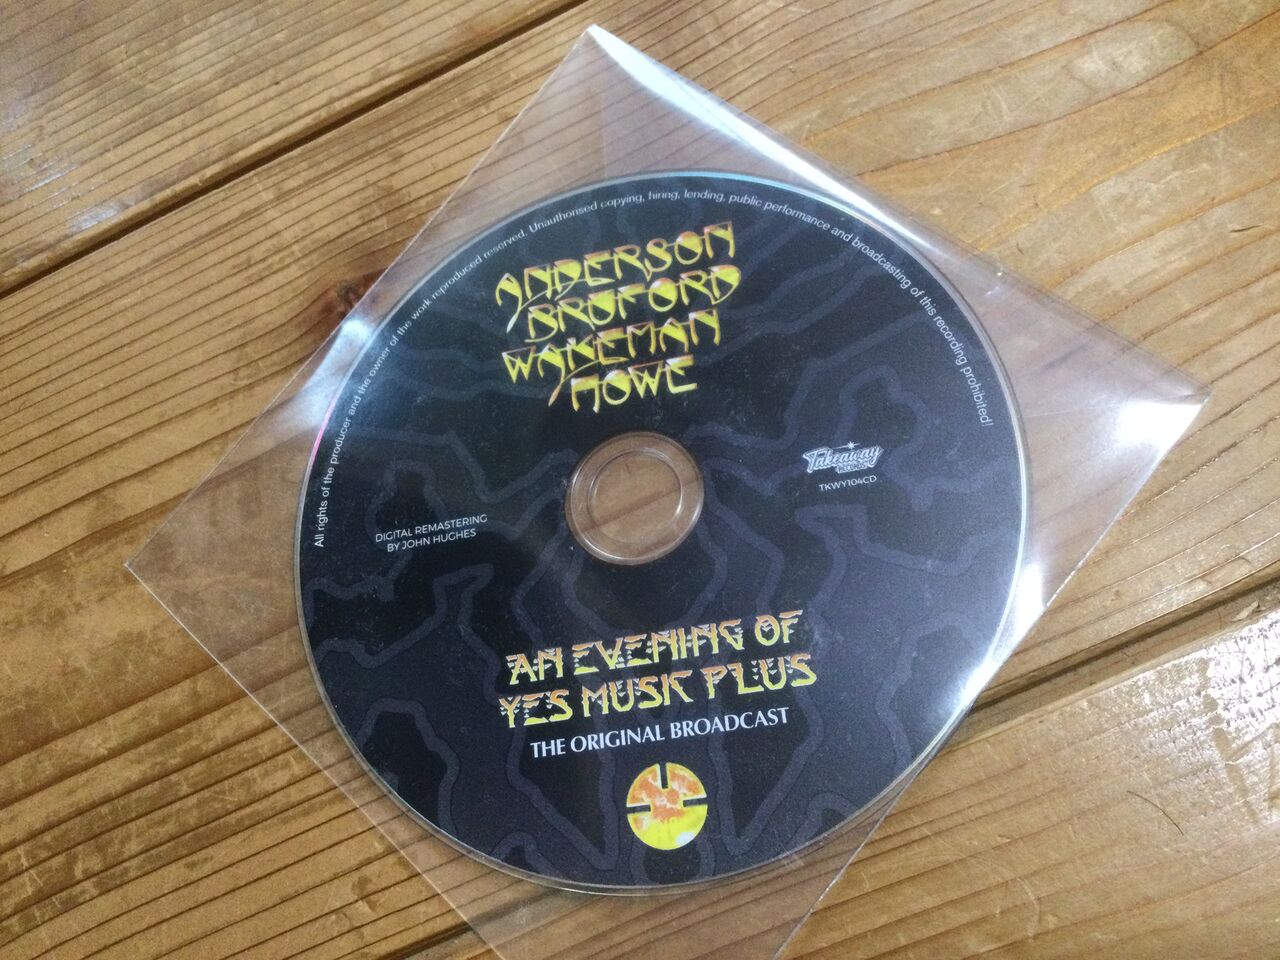 All rights of the producer and the owner of the work reproduced reserved. Unauthorised copying, hiring, lending, public performance and broadcasting of this recording prohibited!
ANDERSON
BRUFORD
WAKEMAN
HOWE
Takeaway
RECORDS
TKWY104CD
DIGITAL REMASTERING
BY JOHN HUGHES
AN EVENING OF
YES MUSIC PLUS
THE ORIGINAL BROADCAST